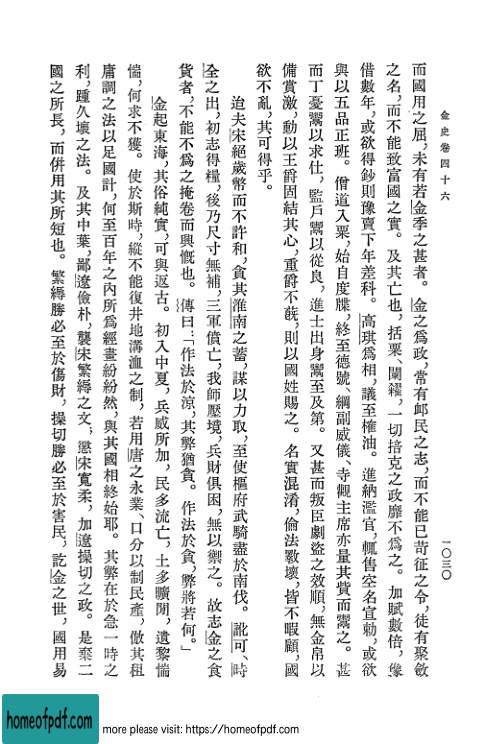 金史卷四十六
一〇三〇
而國用之屈,未有若金季之甚者。金之爲政,常有卹民之志,而不能已苛征之令,徒有聚斂
之名,而不能致富國之實。及其亡也,括粟、闌糴,一切掊克之政靡不爲之。加賦數倍,豫
借數年,或欲得鈔則豫賣下年差科。高琪爲相,議至榷油。進納濫官,輒售空名宣勑,或欲
與以五品正班。僧道入粟,始自度牒,終至德號、綱副威儀、寺觀主席亦量其貲而鬻之。甚
而丁憂鬻以求仕,監戶鬻以從良,進士出身鬻至及第。又甚而叛臣劇盜之效順,無金帛以
備賞激,動以王爵固結其心,重爵不蔇,則以國姓賜之。名實混淆,倫法斁壞,皆不暇顧,國
欲不亂,其可得乎。
迨夫宋絕歲幣而不許和,貪其淮南之蓄,謀以力取,至使樞府武騎盡於南伐。訛可、時
全之出,初志得糧,後乃尺寸無補,三軍僨亡,我師壓境,兵財俱困,無以禦之。故志金之食
貨者,不能不爲之掩卷而興慨也。傳曰:「作法於涼,其弊猶貪。作法於貪,弊將若何。」
金起東海,其俗純實,可與返古。初入中夏,兵威所加,民多流亡,土多曠閒,遺黎惴
惴,何求不獲。使於斯時,縱不能復井地溝洫之制,若用唐之永業、口分以制民產,倣其租
庸調之法以足國計,何至百年之內所爲經畫紛紛然,與其國相終始耶。其弊在於急一時之
利,踵久壞之法。及其中葉,鄙遼儉朴,襲宋繁縟之文;懲宋寬柔,加遼操切之政。是棄二
國之所長,而併用其所短也。繁縟勝必至於傷財,操切勝必至於害民,訖金之世,國用易
homeofpdf.com
more please visit: https://homeofpdf.com